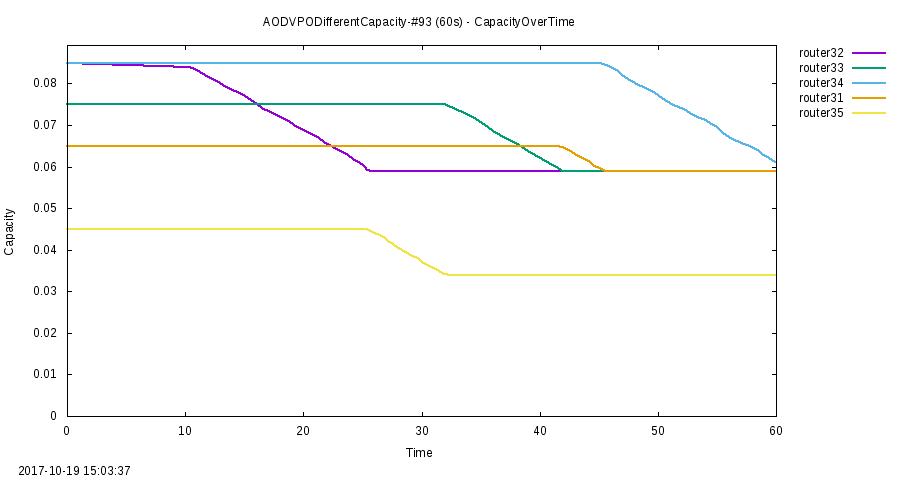 AODVPODifferentCapacity-#93 (60s) - CapacityOverTime
router32
router33
router34
router31
router35
0.08
0.07
0.06
0.05
0.04
0.03
0.02
0.01
0
Capacity
0 10 20 30 40 50 60
Time
2017-10-19 15:03:37